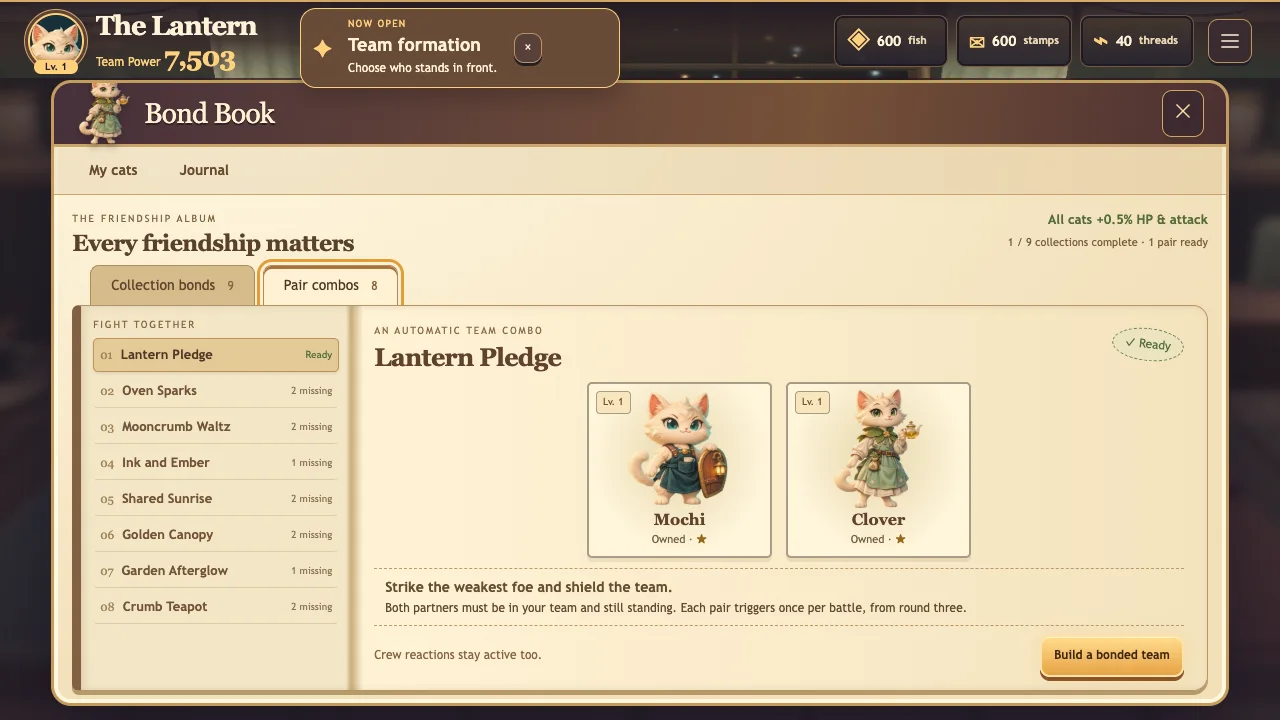 The Lantern
Team Power 7,503
Lv. 1
NOW OPEN
Team formation
Choose who stands in front.
×
600 fish
600 stamps
40 threads
Bond Book
My cats
Journal
THE FRIENDSHIP ALBUM
Every friendship matters
All cats +0.5% HP & attack
1 / 9 collections complete · 1 pair ready
Collection bonds 9
Pair combos 8
FIGHT TOGETHER
01 Lantern Pledge Ready
02 Oven Sparks 2 missing
03 Mooncrumb Waltz 2 missing
04 Ink and Ember 1 missing
05 Shared Sunrise 2 missing
06 Golden Canopy 2 missing
07 Garden Afterglow 1 missing
08 Crumb Teapot 2 missing
AN AUTOMATIC TEAM COMBO
Lantern Pledge
✓ Ready
Lv. 1
Mochi
Owned · ★
Lv. 1
Clover
Owned · ★
Strike the weakest foe and shield the team.
Both partners must be in your team and still standing. Each pair triggers once per battle, from round three.
Crew reactions stay active too.
Build a bonded team